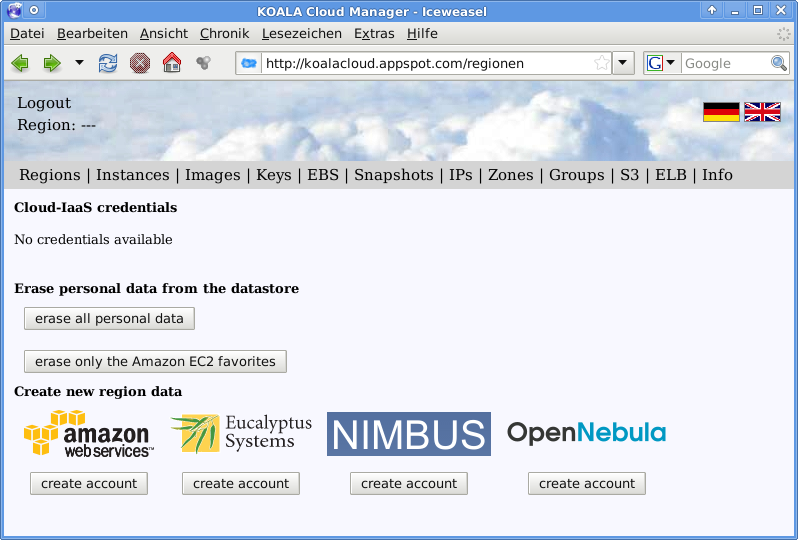 KOALA Cloud Manager - Iceweasel
Datei Bearbeiten Ansicht Chronik Lesezeichen Extras Hilfe
http://koalacloud.appspot.com/regionen G Google
Logout
Region: ---
Regions | Instances | Images | Keys | EBS | Snapshots | IPs | Zones | Groups | S3 | ELB | Info
Cloud-IaaS credentials
No credentials available
Erase personal data from the datastore
erase all personal data
erase only the Amazon EC2 favorites
Create new region data
amazon webservices™ Eucalyptus Systems NIMBUS OpenNebula
create account create account create account create account